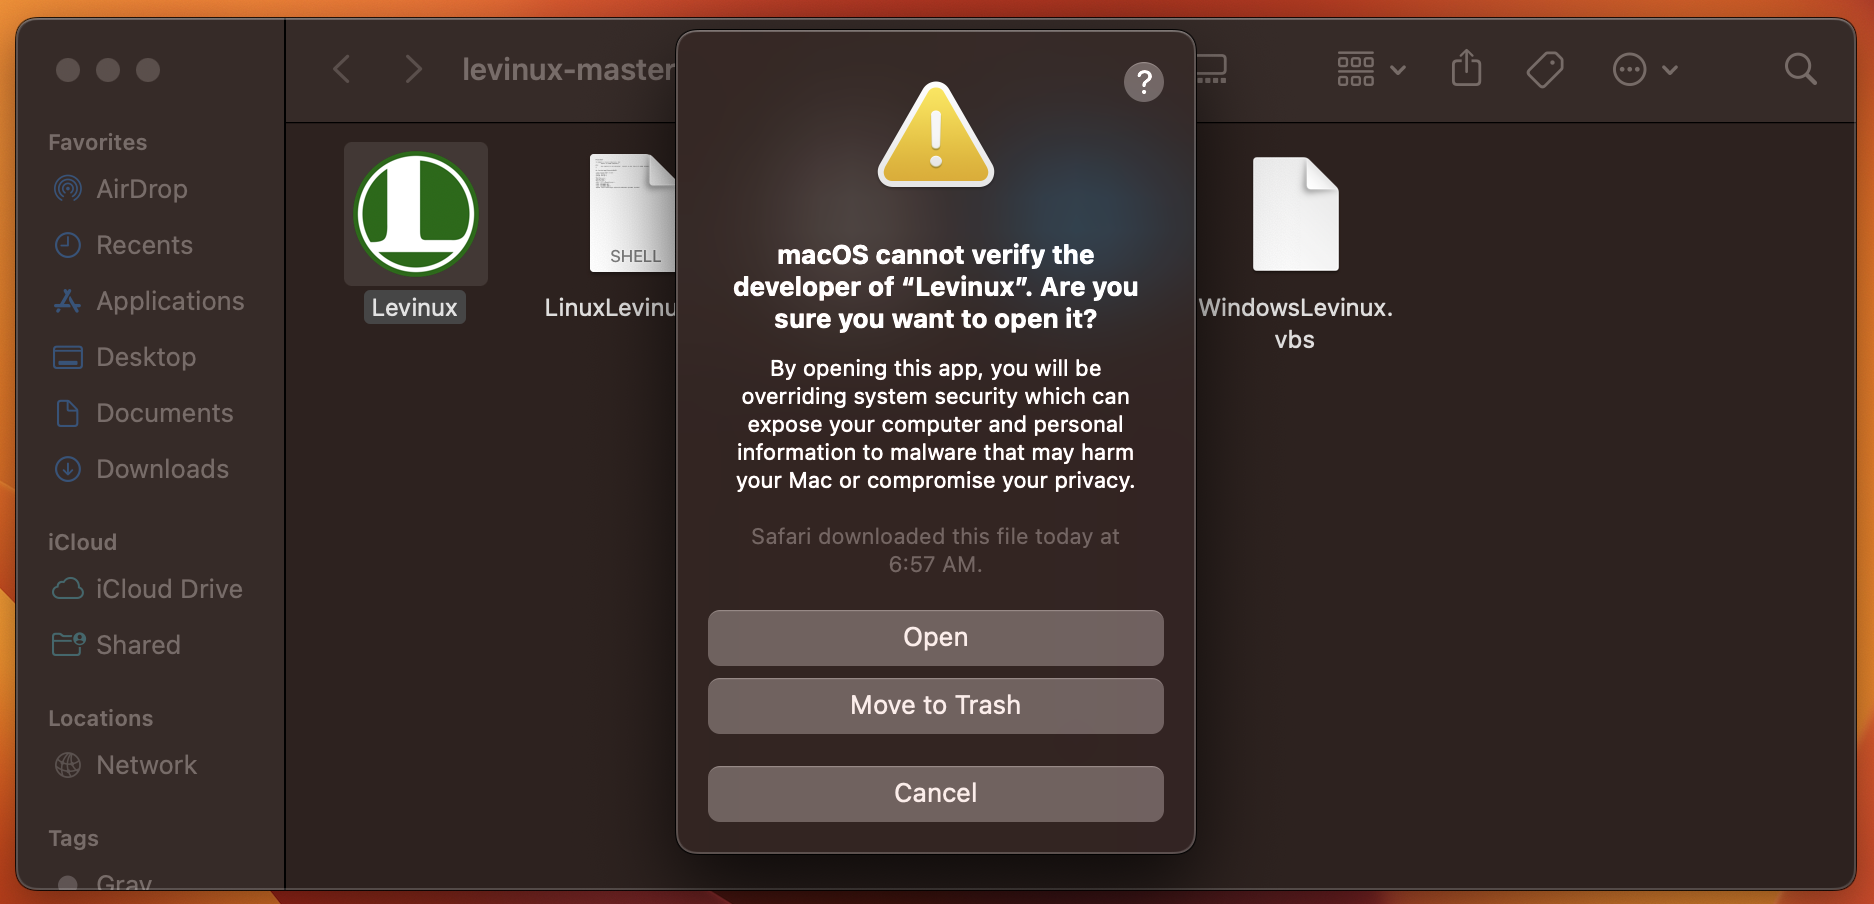 levinux-master
?
Favorites
AirDrop
Recents
Applications
Desktop
Documents
Downloads
iCloud
iCloud Drive
Shared
Locations
Network
Tags
Gray
Levinux
SHELL
LinuxLevinu
WindowsLevinux.
vbs
macOS cannot verify the
developer of “Levinux”. Are you
sure you want to open it?
By opening this app, you will be
overriding system security which can
expose your computer and personal
information to malware that may harm
your Mac or compromise your privacy.
Safari downloaded this file today at
6:57 AM.
Open
Move to Trash
Cancel